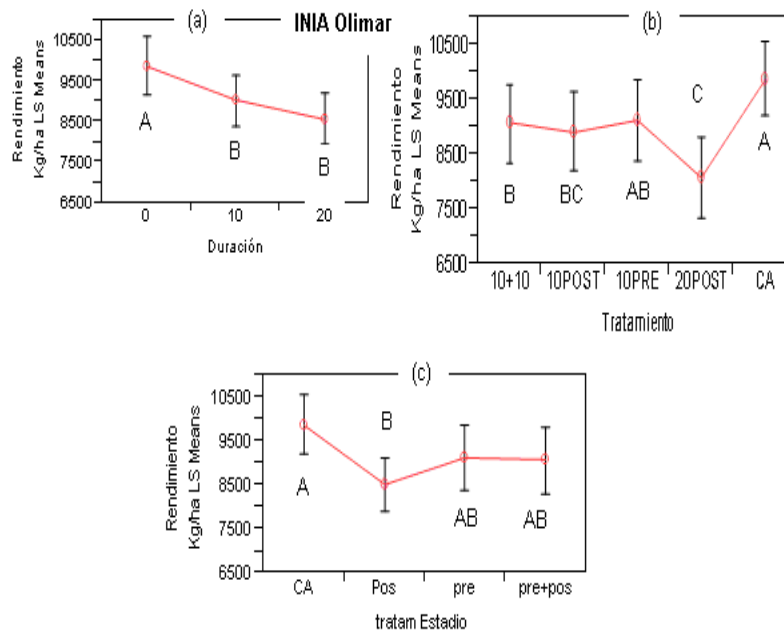 (a)
INIA Olimar
Rendimiento
Kg/ha LS Means
10500
9500
8500
7500
6500
A
B
B
0
10
20
Duración
(b)
Rendimiento
Kg/ha LS Means
10500
9500
8500
7500
6500
B
BC
AB
C
A
10+10
10POST
10PRE
20POST
CA
Tratamiento
(c)
Rendimiento
Kg/ha LS Means
10500
9500
8500
7500
6500
A
B
AB
AB
CA
Pos
pre
pre+pos
tratam Estadio